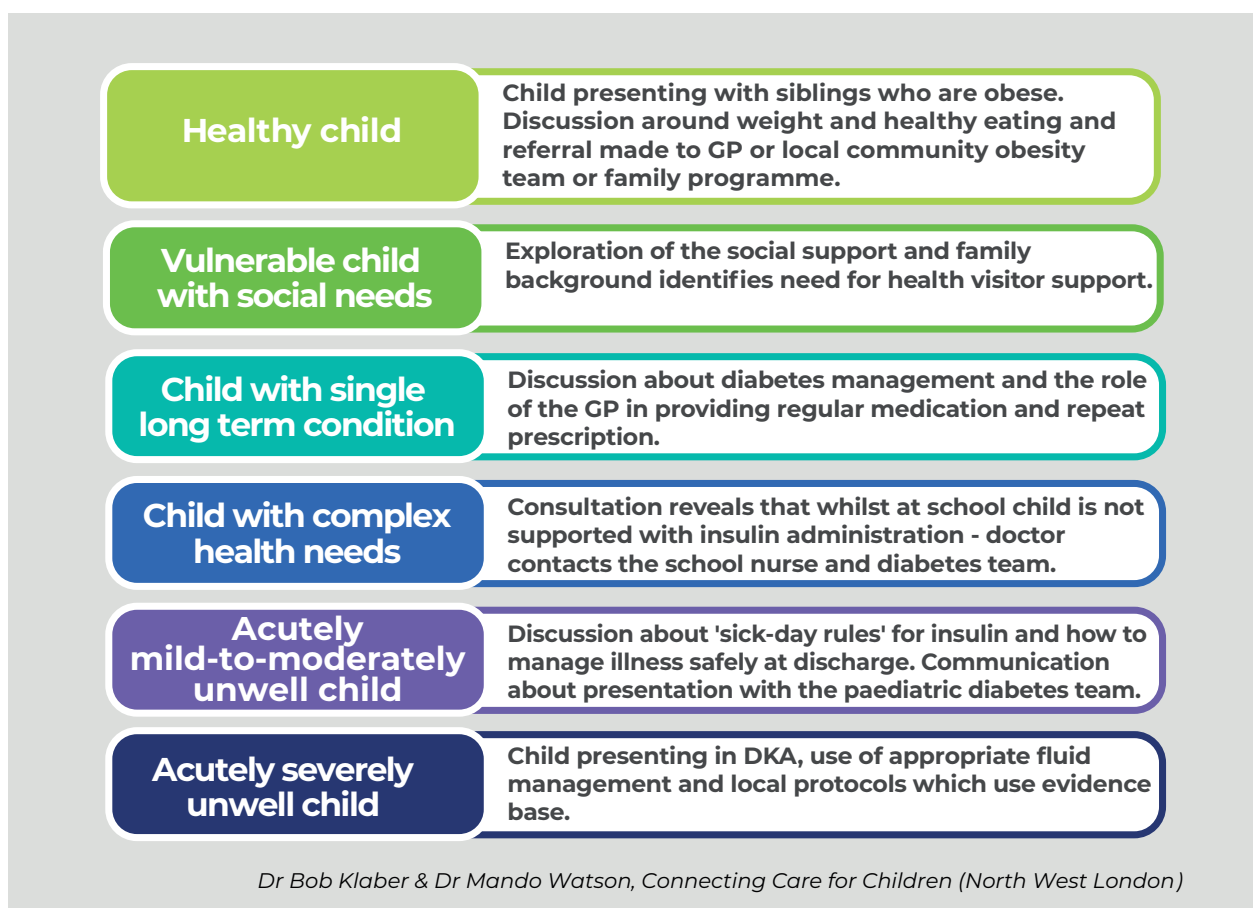 Healthy child
Child presenting with siblings who are obese.
Discussion around weight and healthy eating and
referral made to GP or local community obesity
team or family programme.
Vulnerable child
with social needs
Exploration of the social support and family
background identifies need for health visitor support.
Child with single
long term condition
Discussion about diabetes management and the role
of the GP in providing regular medication and repeat
prescription.
Child with complex
health needs
Consultation reveals that whilst at school child is not
supported with insulin administration - doctor
contacts the school nurse and diabetes team.
Acutely
mild-to-moderately
unwell child
Discussion about 'sick-day rules' for insulin and how to
manage illness safely at discharge. Communication
about presentation with the paediatric diabetes team.
Acutely severely
unwell child
Child presenting in DKA, use of appropriate fluid
management and local protocols which use evidence
base.
Dr Bob Klaber & Dr Mando Watson, Connecting Care for Children (North West London)